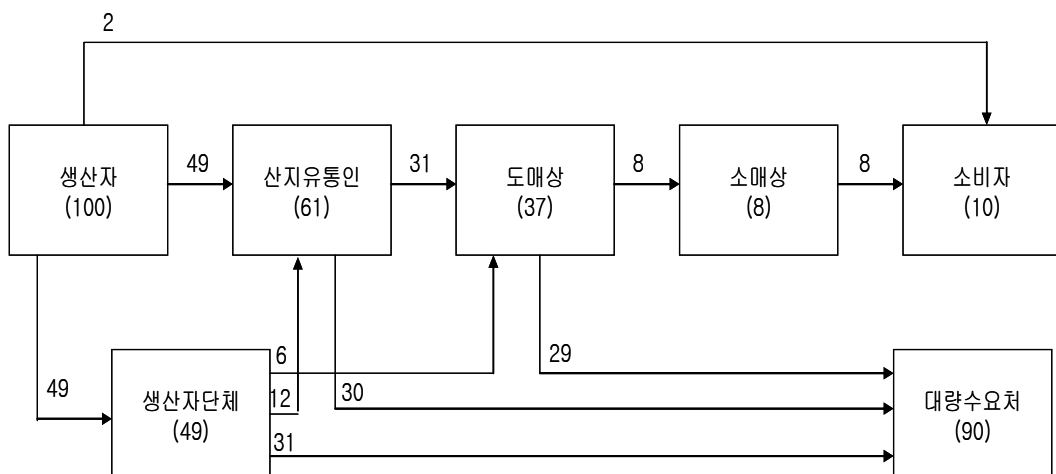 2
생산자
(100)
49
산지유통인
(61)
31
도매상
(37)
8
소매상
(8)
8
소비자
(10)
49
생산자단체
(49)
6
12
31
30
29
대량수요처
(90)